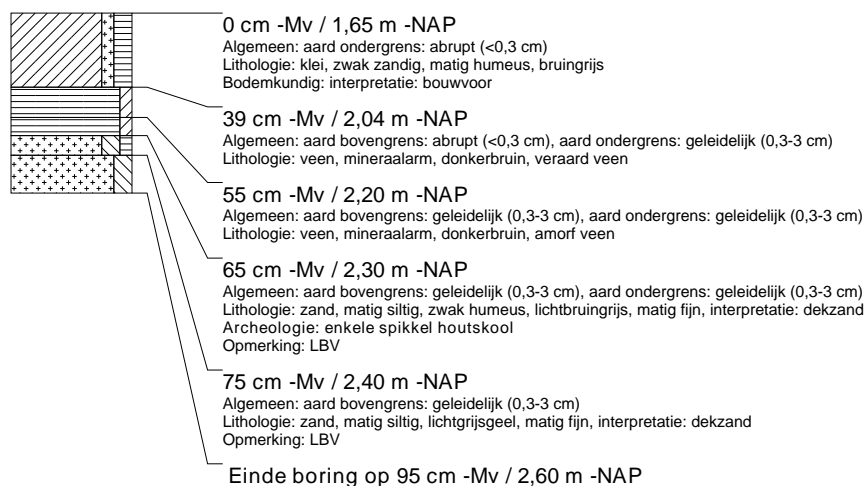 0 cm -Mv / 1,65 m -NAP
Algemeen: aard ondergrens: abrupt (<0,3 cm)
Lithologie: klei, zwak zandig, matig humeus, bruingrijs
Bodemkundig: interpretatie: bouwvoor
39 cm -Mv / 2,04 m -NAP
Algemeen: aard bovengrens: abrupt (<0,3 cm), aard ondergrens: geleidelijk (0,3-3 cm)
Lithologie: veen, mineraalarm, donkerbruin, veraard veen
55 cm -Mv / 2,20 m -NAP
Algemeen: aard bovengrens: geleidelijk (0,3-3 cm), aard ondergrens: geleidelijk (0,3-3 cm)
Lithologie: veen, mineraalarm, donkerbruin, amorf veen
65 cm -Mv / 2,30 m -NAP
Algemeen: aard bovengrens: geleidelijk (0,3-3 cm), aard ondergrens: geleidelijk (0,3-3 cm)
Lithologie: zand, matig siltig, zwak humeus, lichtbruingrijs, matig fijn, interpretatie: dekzand
Archeologie: enkele spikkel houtskool
Opmerking: LBV
75 cm -Mv / 2,40 m -NAP
Algemeen: aard bovengrens: geleidelijk (0,3-3 cm)
Lithologie: zand, matig siltig, lichtgrijsgeel, matig fijn, interpretatie: dekzand
Opmerking: LBV
Einde boring op 95 cm -Mv / 2,60 m -NAP